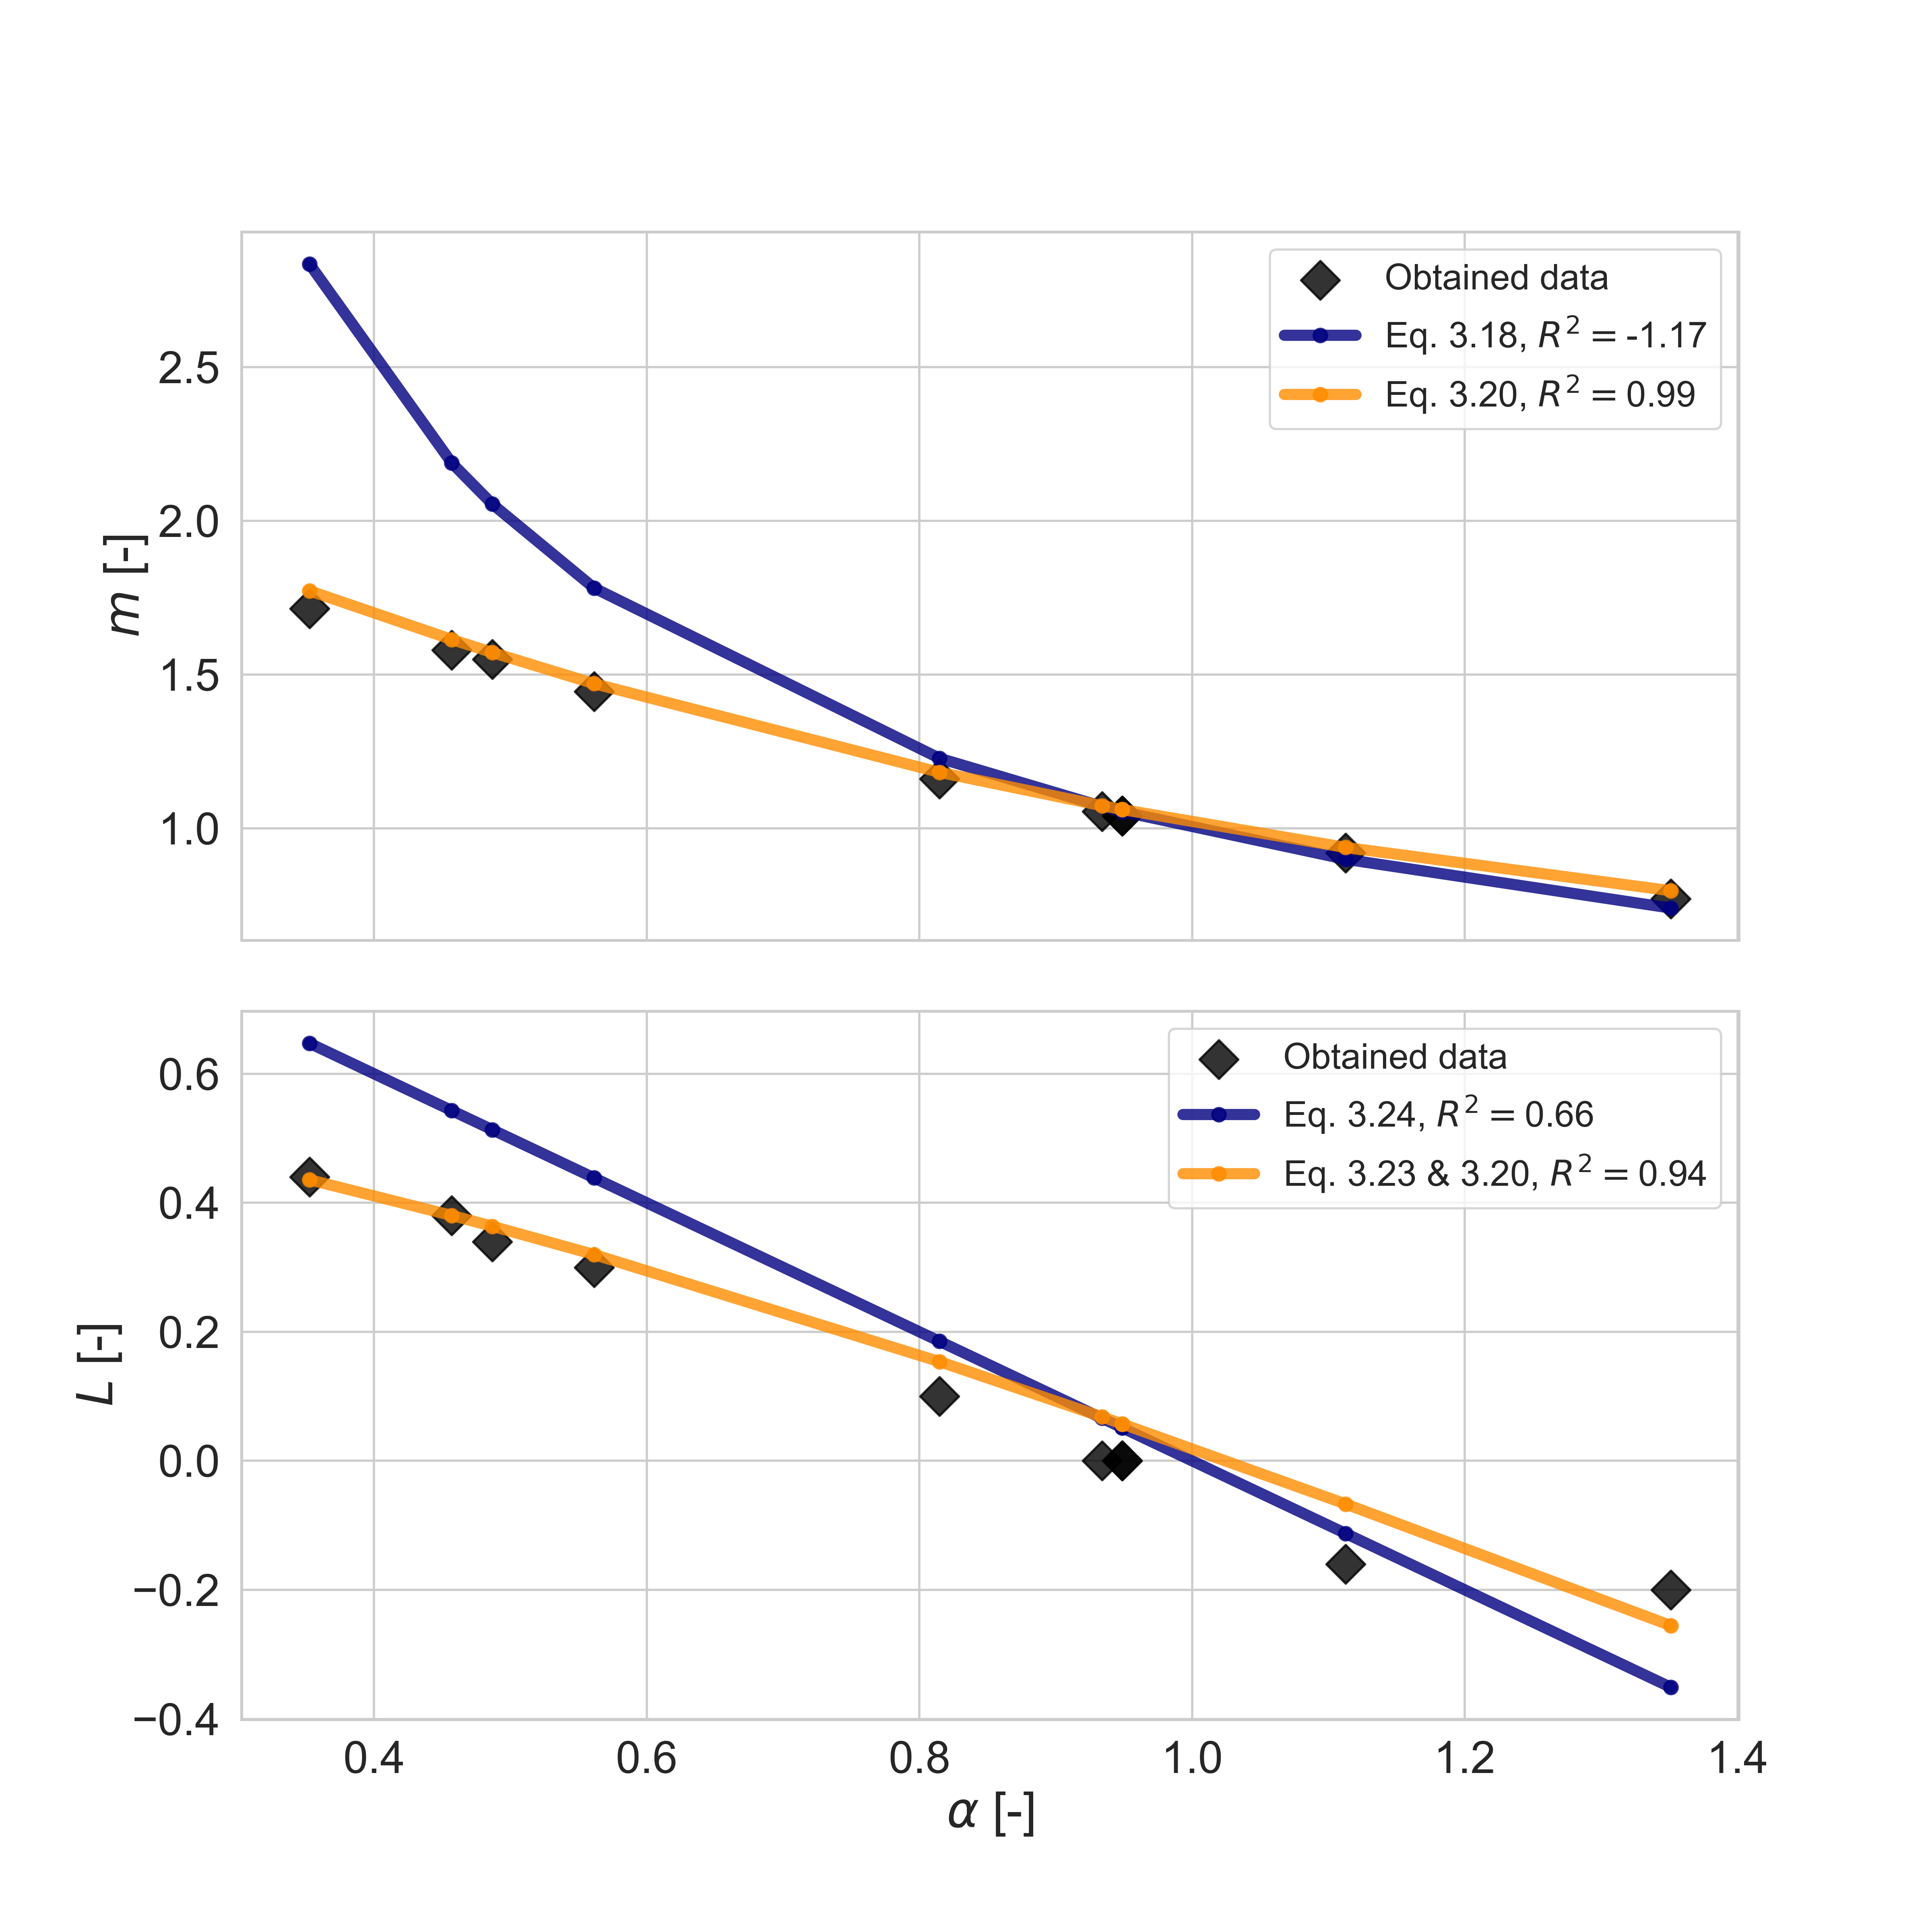 Obtained data
Eq. 3.18, R² = -1.17
Eq. 3.20, R² = 0.99
2.5
2.0
1.5
1.0
m [-]
Obtained data
Eq. 3.24, R² = 0.66
Eq. 3.23 & 3.20, R² = 0.94
0.6
0.4
0.2
0.0
−0.2
−0.4
L [-]
0.4 0.6 0.8 1.0 1.2 1.4
α [-]